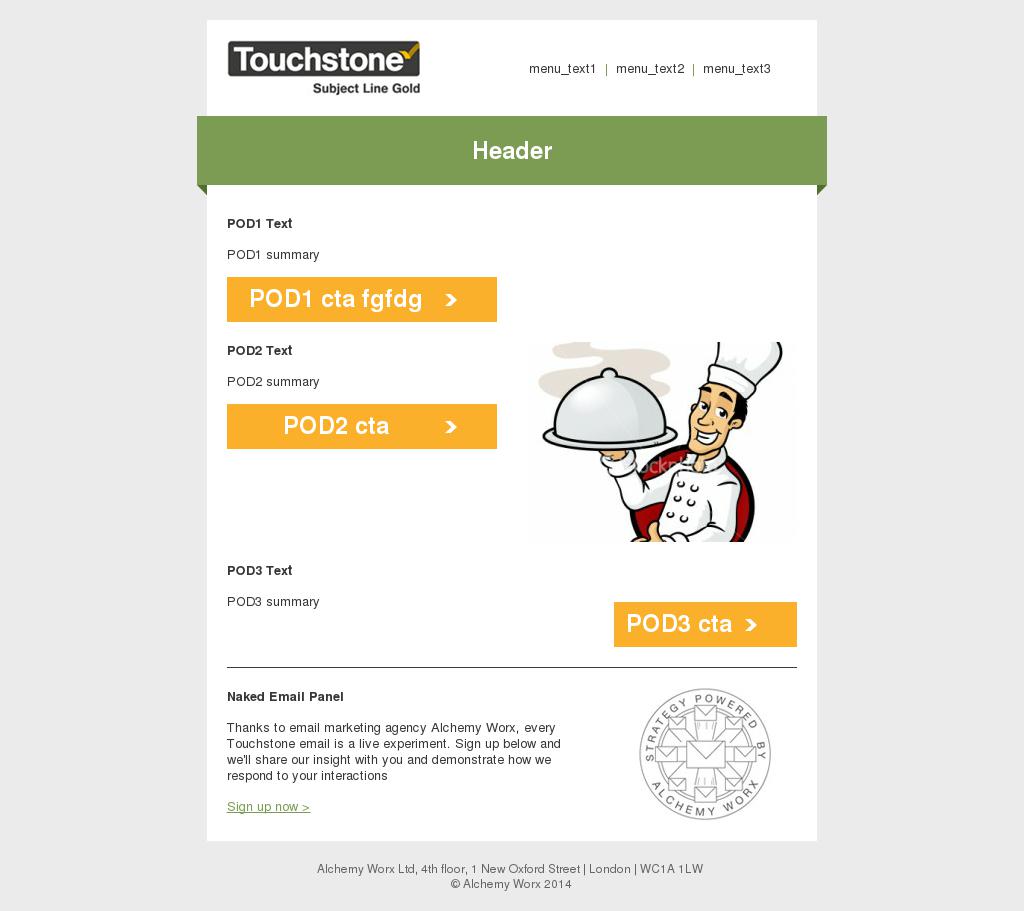 Touchstone
Subject Line Gold
menu_text1 | menu_text2 | menu_text3
Header
POD1 Text
POD1 summary
POD1 cta fgfdg
POD2 Text
POD2 summary
POD2 cta
POD3 Text
POD3 summary
POD3 cta
Naked Email Panel
Thanks to email marketing agency Alchemy Worx, every
Touchstone email is a live experiment. Sign up below and
we'll share our insight with you and demonstrate how we
respond to your interactions
Sign up now >
STRATEGY POWERED BY
ALCHEMY WORX
Alchemy Worx Ltd, 4th floor, 1 New Oxford Street | London | WC1A 1LW
© Alchemy Worx 2014